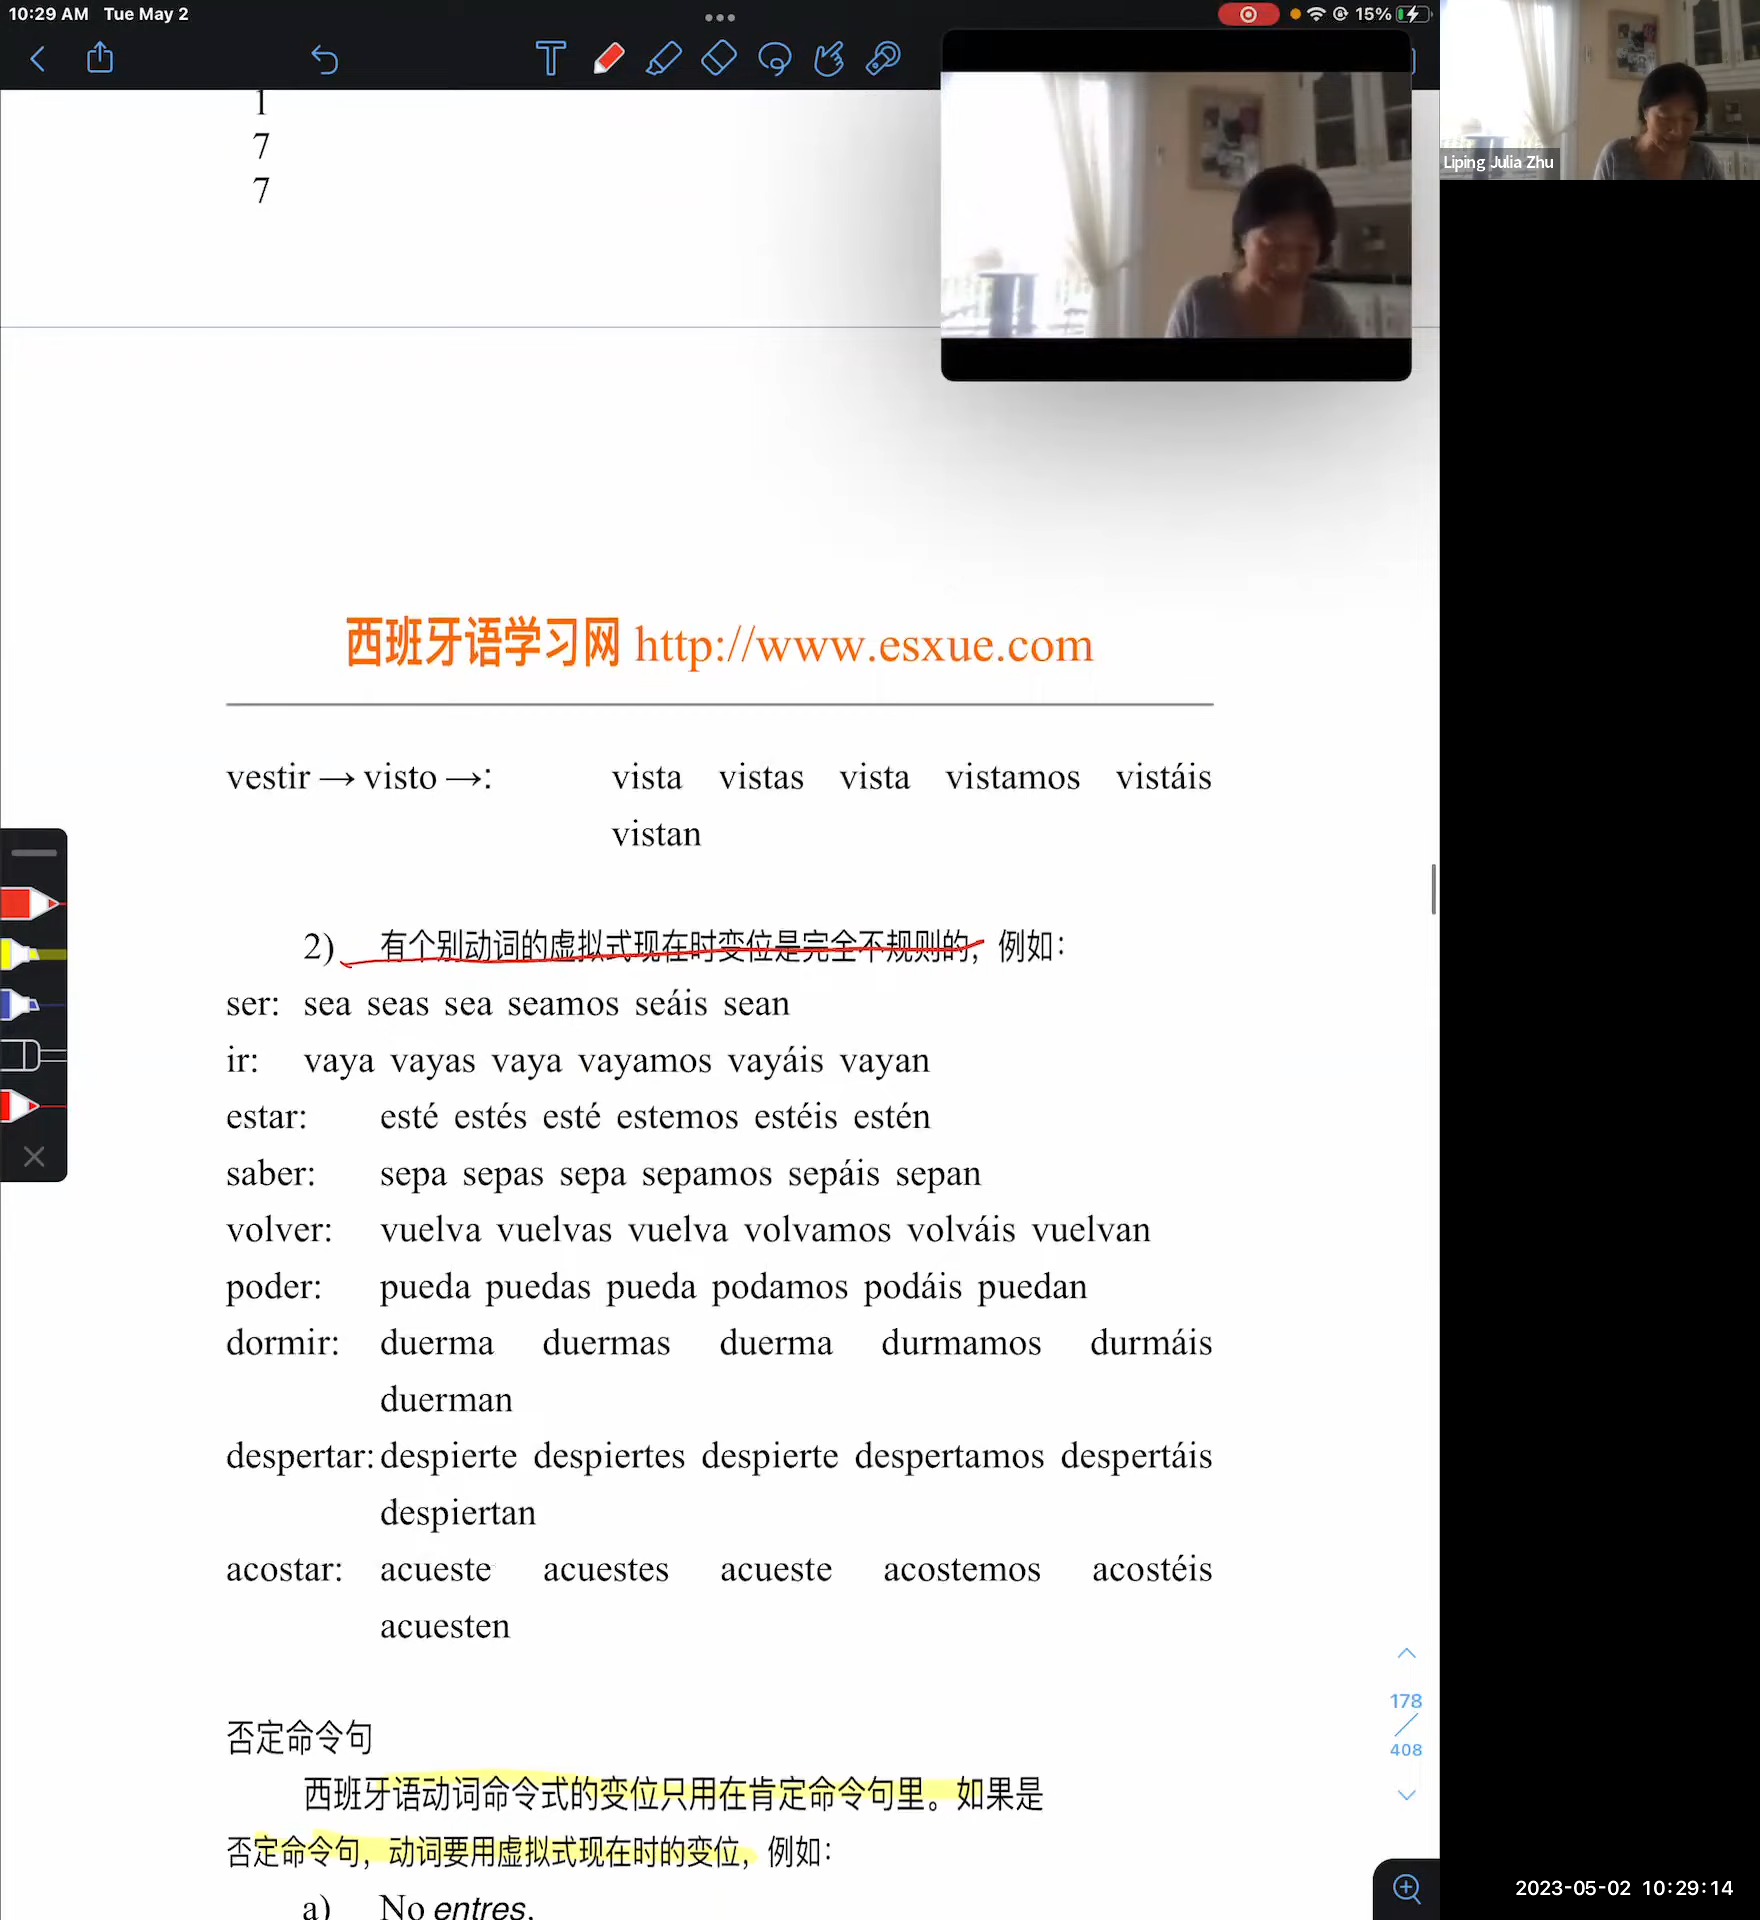 10:29 AM Tue May 2
15%
1
7
7
Liping Julia Zhu
西班牙语学习网 http://www.esxue.com
vestir → visto →: vista vistas vista vistamos vistáis
vistan
2) 有个别动词的虚拟式现在时变位是完全不规则的，例如：
ser: sea seas sea seamos seáis sean
ir: vaya vayas vaya vayamos vayáis vayan
estar: esté estés esté estemos estéis estén
saber: sepa sepas sepa sepamos sepáis sepan
volver: vuelva vuelvas vuelva volvamos volváis vuelvan
poder: pueda puedas pueda podamos podáis puedan
dormir: duerma duermas duerma durmamos durmáis
duerman
despertar: despierte despiertes despierte despertamos despertáis
despiertan
acostar: acueste acuestes acueste acostemos acostéis
acuesten
否定命令句
西班牙语动词命令式的变位只用在肯定命令句里。如果是
否定命令句，动词要用虚拟式现在时的变位，例如：
a) No entres.
178
408
2023-05-02 10:29:14